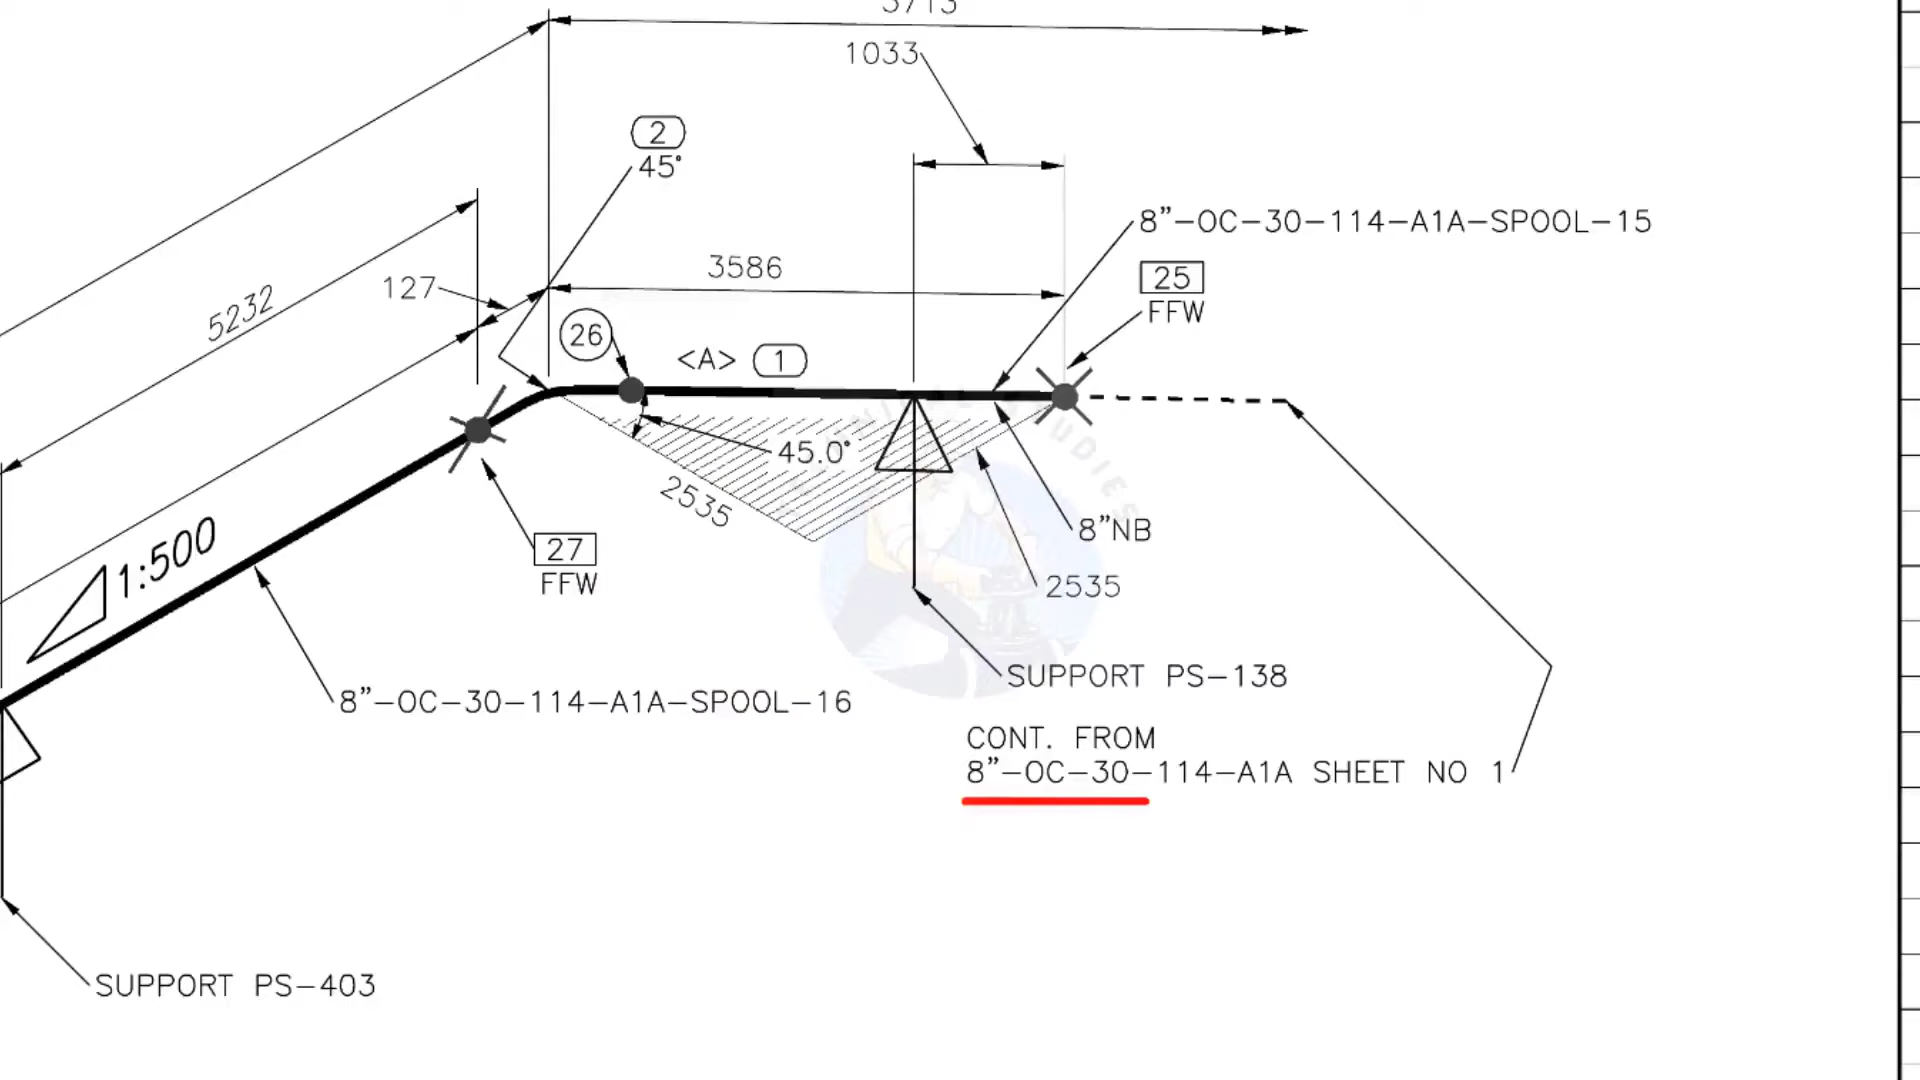 1033
2
45°
8”-OC-30-114-A1A-SPOOL-15
3586
25
FFW
127
5232
26
<A> 1
45.0°
2535
8”NB
1:500
27
FFW
2535
SUPPORT PS-138
8”-OC-30-114-A1A-SPOOL-16
CONT. FROM
8”-OC-30-114-A1A SHEET NO 1
SUPPORT PS-403